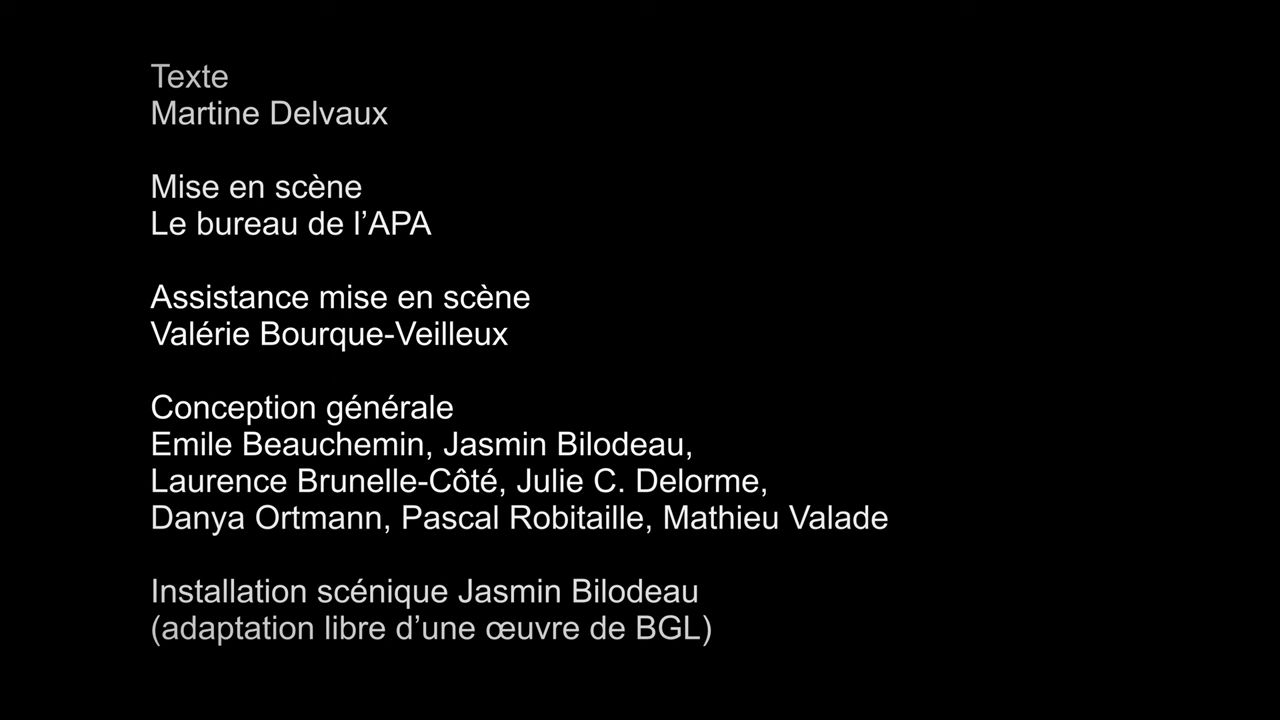 Texte
Martine Delvaux
Mise en scène
Le bureau de l’APA
Assistance mise en scène
Valérie Bourque-Veilleux
Conception générale
Emile Beauchemin, Jasmin Bilodeau,
Laurence Brunelle-Côté, Julie C. Delorme,
Danya Ortmann, Pascal Robitaille, Mathieu Valade
Installation scénique Jasmin Bilodeau
(adaptation libre d’une œuvre de BGL)